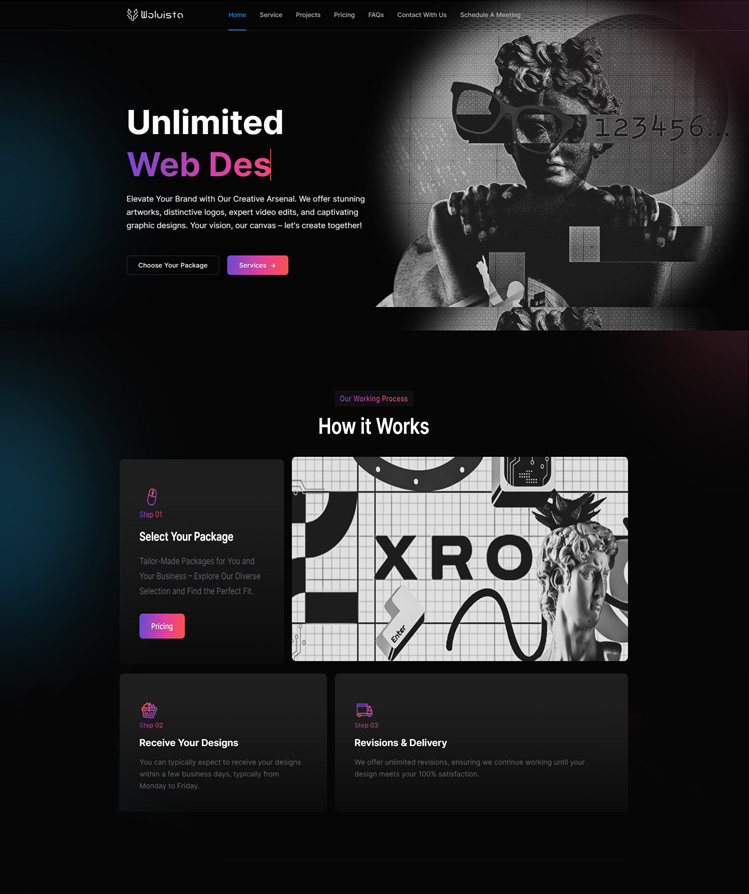 Woluista
Home Service Projects Pricing FAQs Contact With Us Schedule A Meeting
Unlimited
Web Des
123456...
Elevate Your Brand with Our Creative Arsenal. We offer stunning
artworks, distinctive logos, expert video edits, and captivating
graphic designs. Your vision, our canvas – let's create together!
Choose Your Package
Services →
Our Working Process
How it Works
Step 01
Select Your Package
Tailor-Made Packages for You and
Your Business – Explore Our Diverse
Selection and Find the Perfect Fit.
Pricing
XRO
Enter
Step 02
Receive Your Designs
You can typically expect to receive your designs
within a few business days, typically from
Monday to Friday.
Step 03
Revisions & Delivery
We offer unlimited revisions, ensuring we continue working until your
design meets your 100% satisfaction.